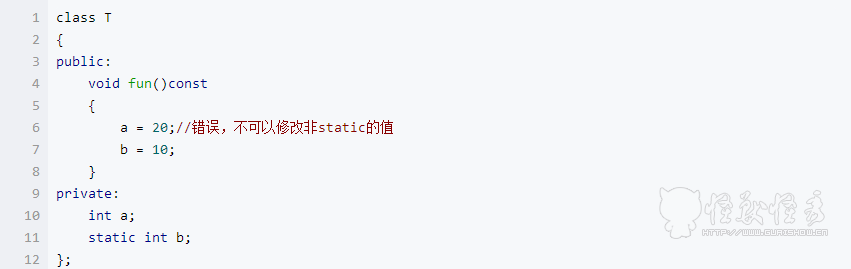 1 class T
2 {
3 public:
4 void fun()const
5 {
6 a = 20;//错误，不可以修改非static的值
7 b = 10;
8 }
9 private:
10 int a;
11 static int b;
12 };
怪兽怪秀
HTTP://WWW.GUAISHOU.CN